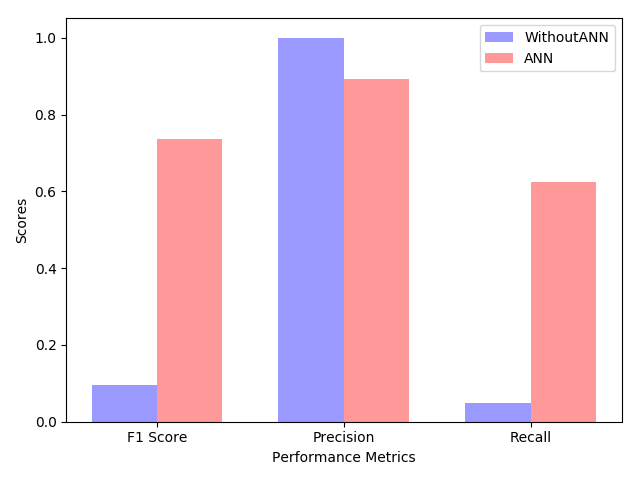 WithoutANN
ANN
1.0
0.8
0.6
0.4
0.2
0.0
Scores
F1 Score
Precision
Recall
Performance Metrics